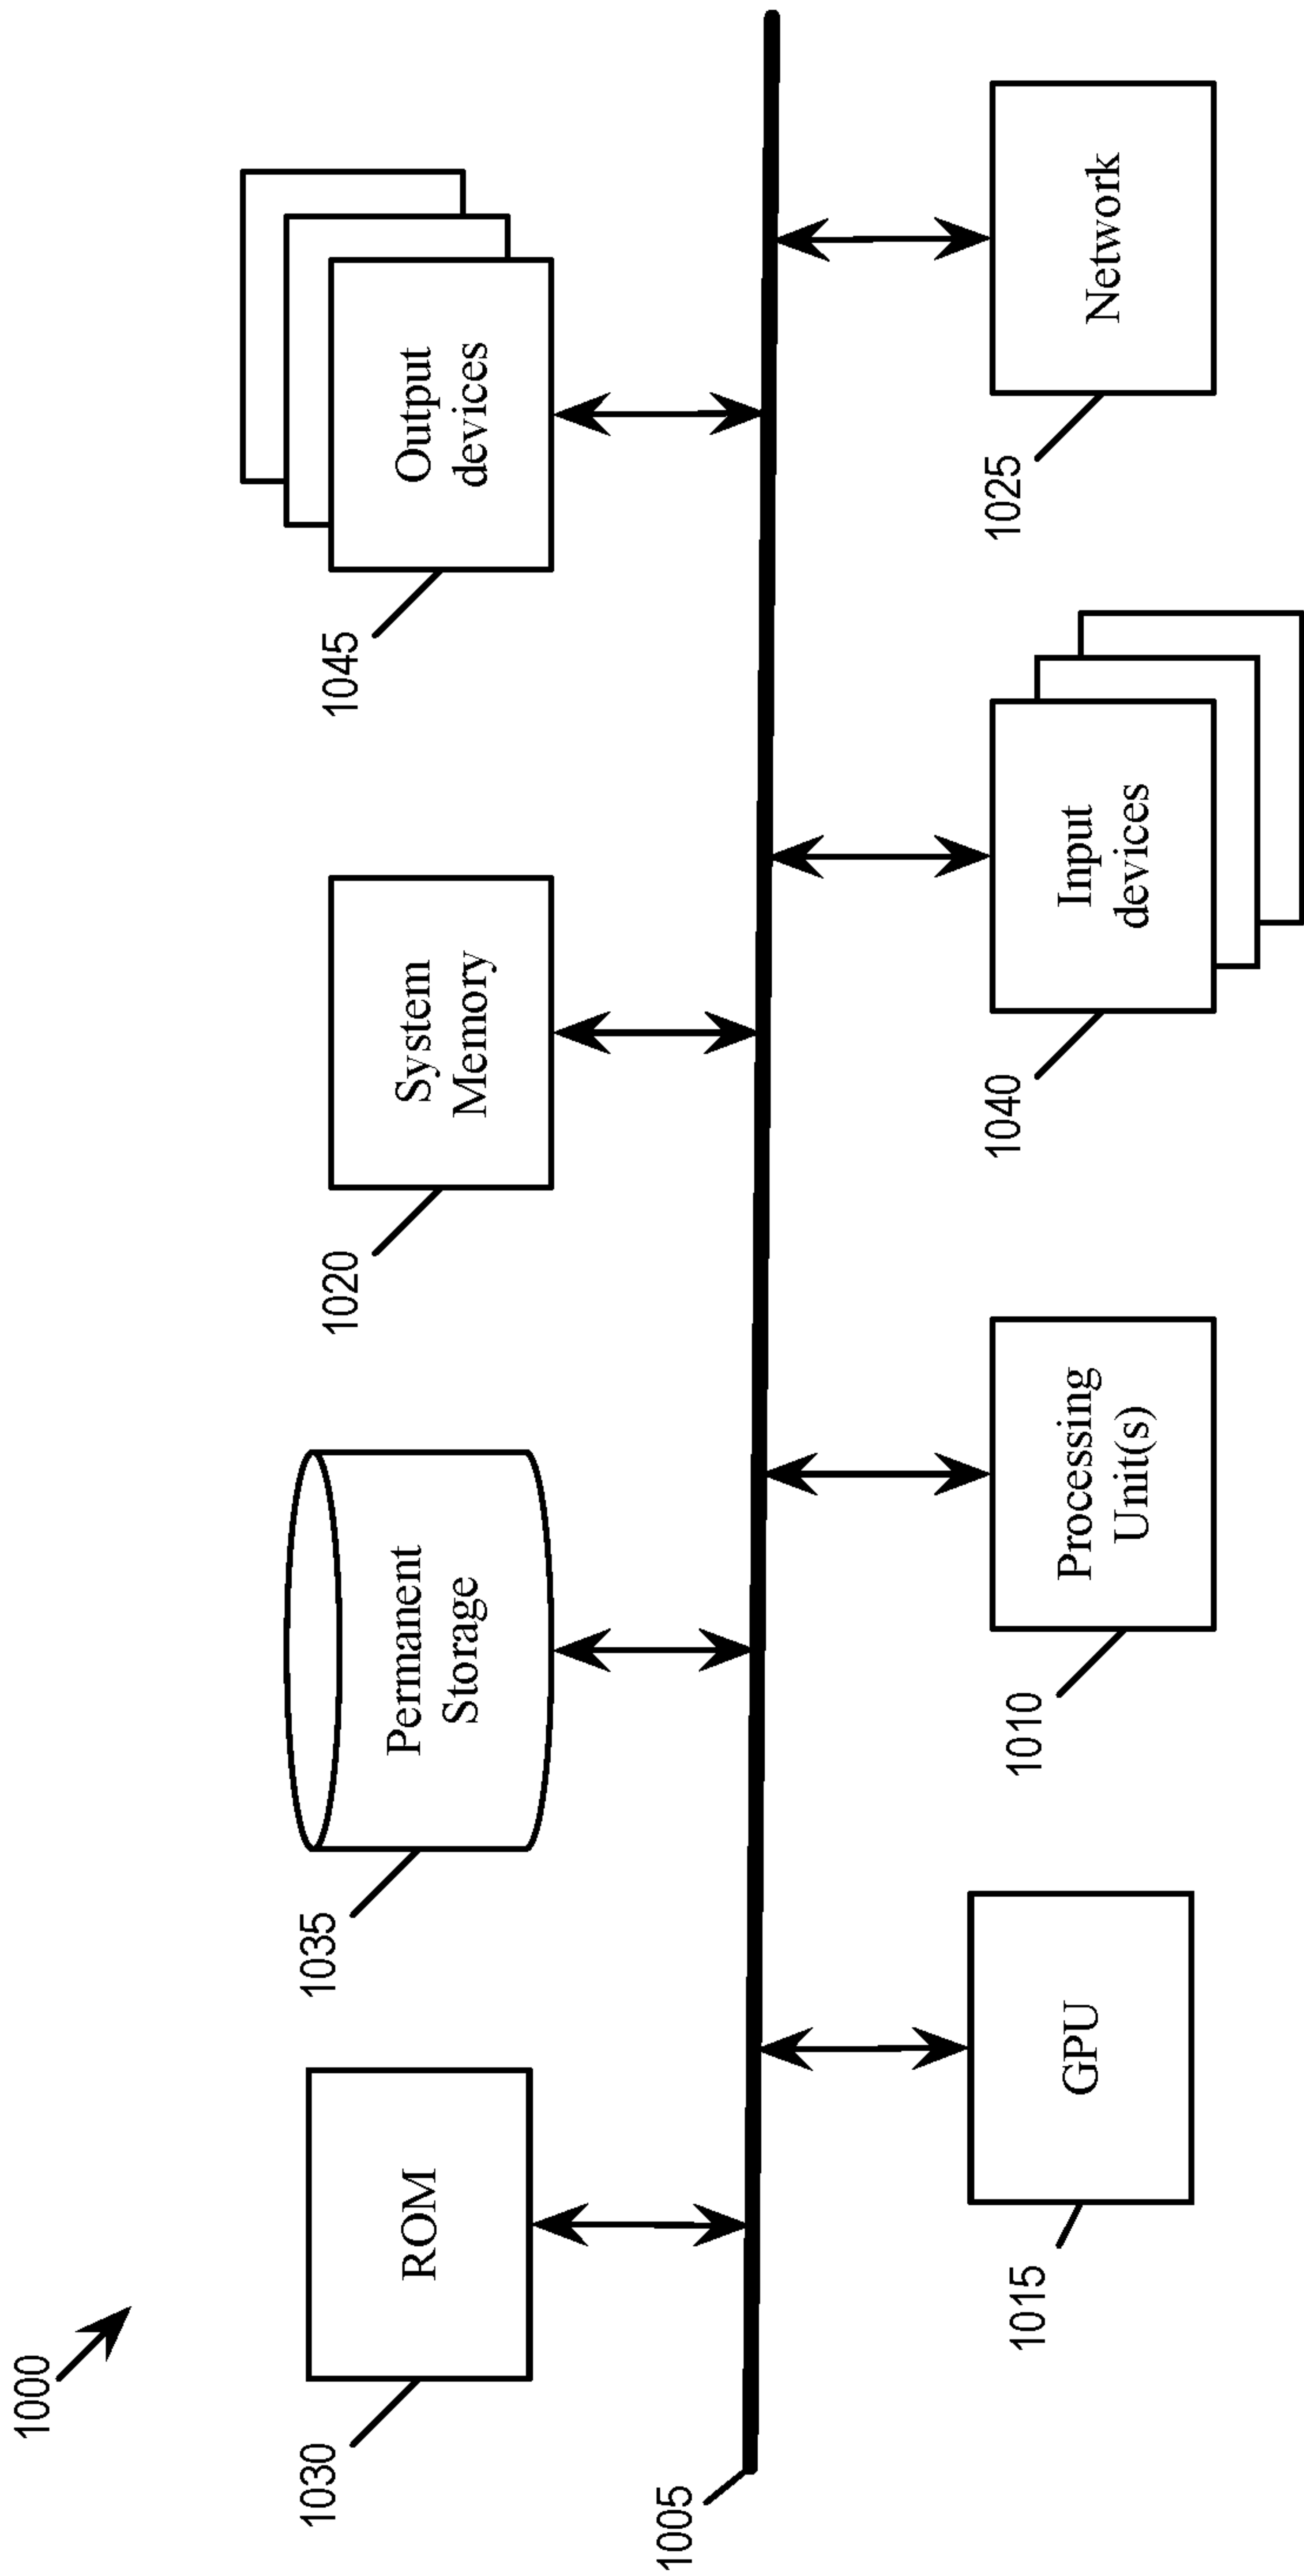 1000
ROM
1030
Permanent
Storage
1035
System
Memory
1020
Output
devices
1045
1005
GPU
1015
Processing
Unit(s)
1010
Input
devices
1040
Network
1025